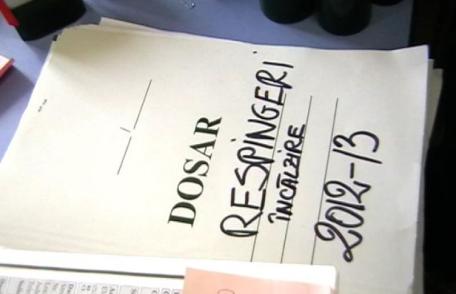 DOSAR
RESPINGERI
ÎNCĂLZIRE
2012-13